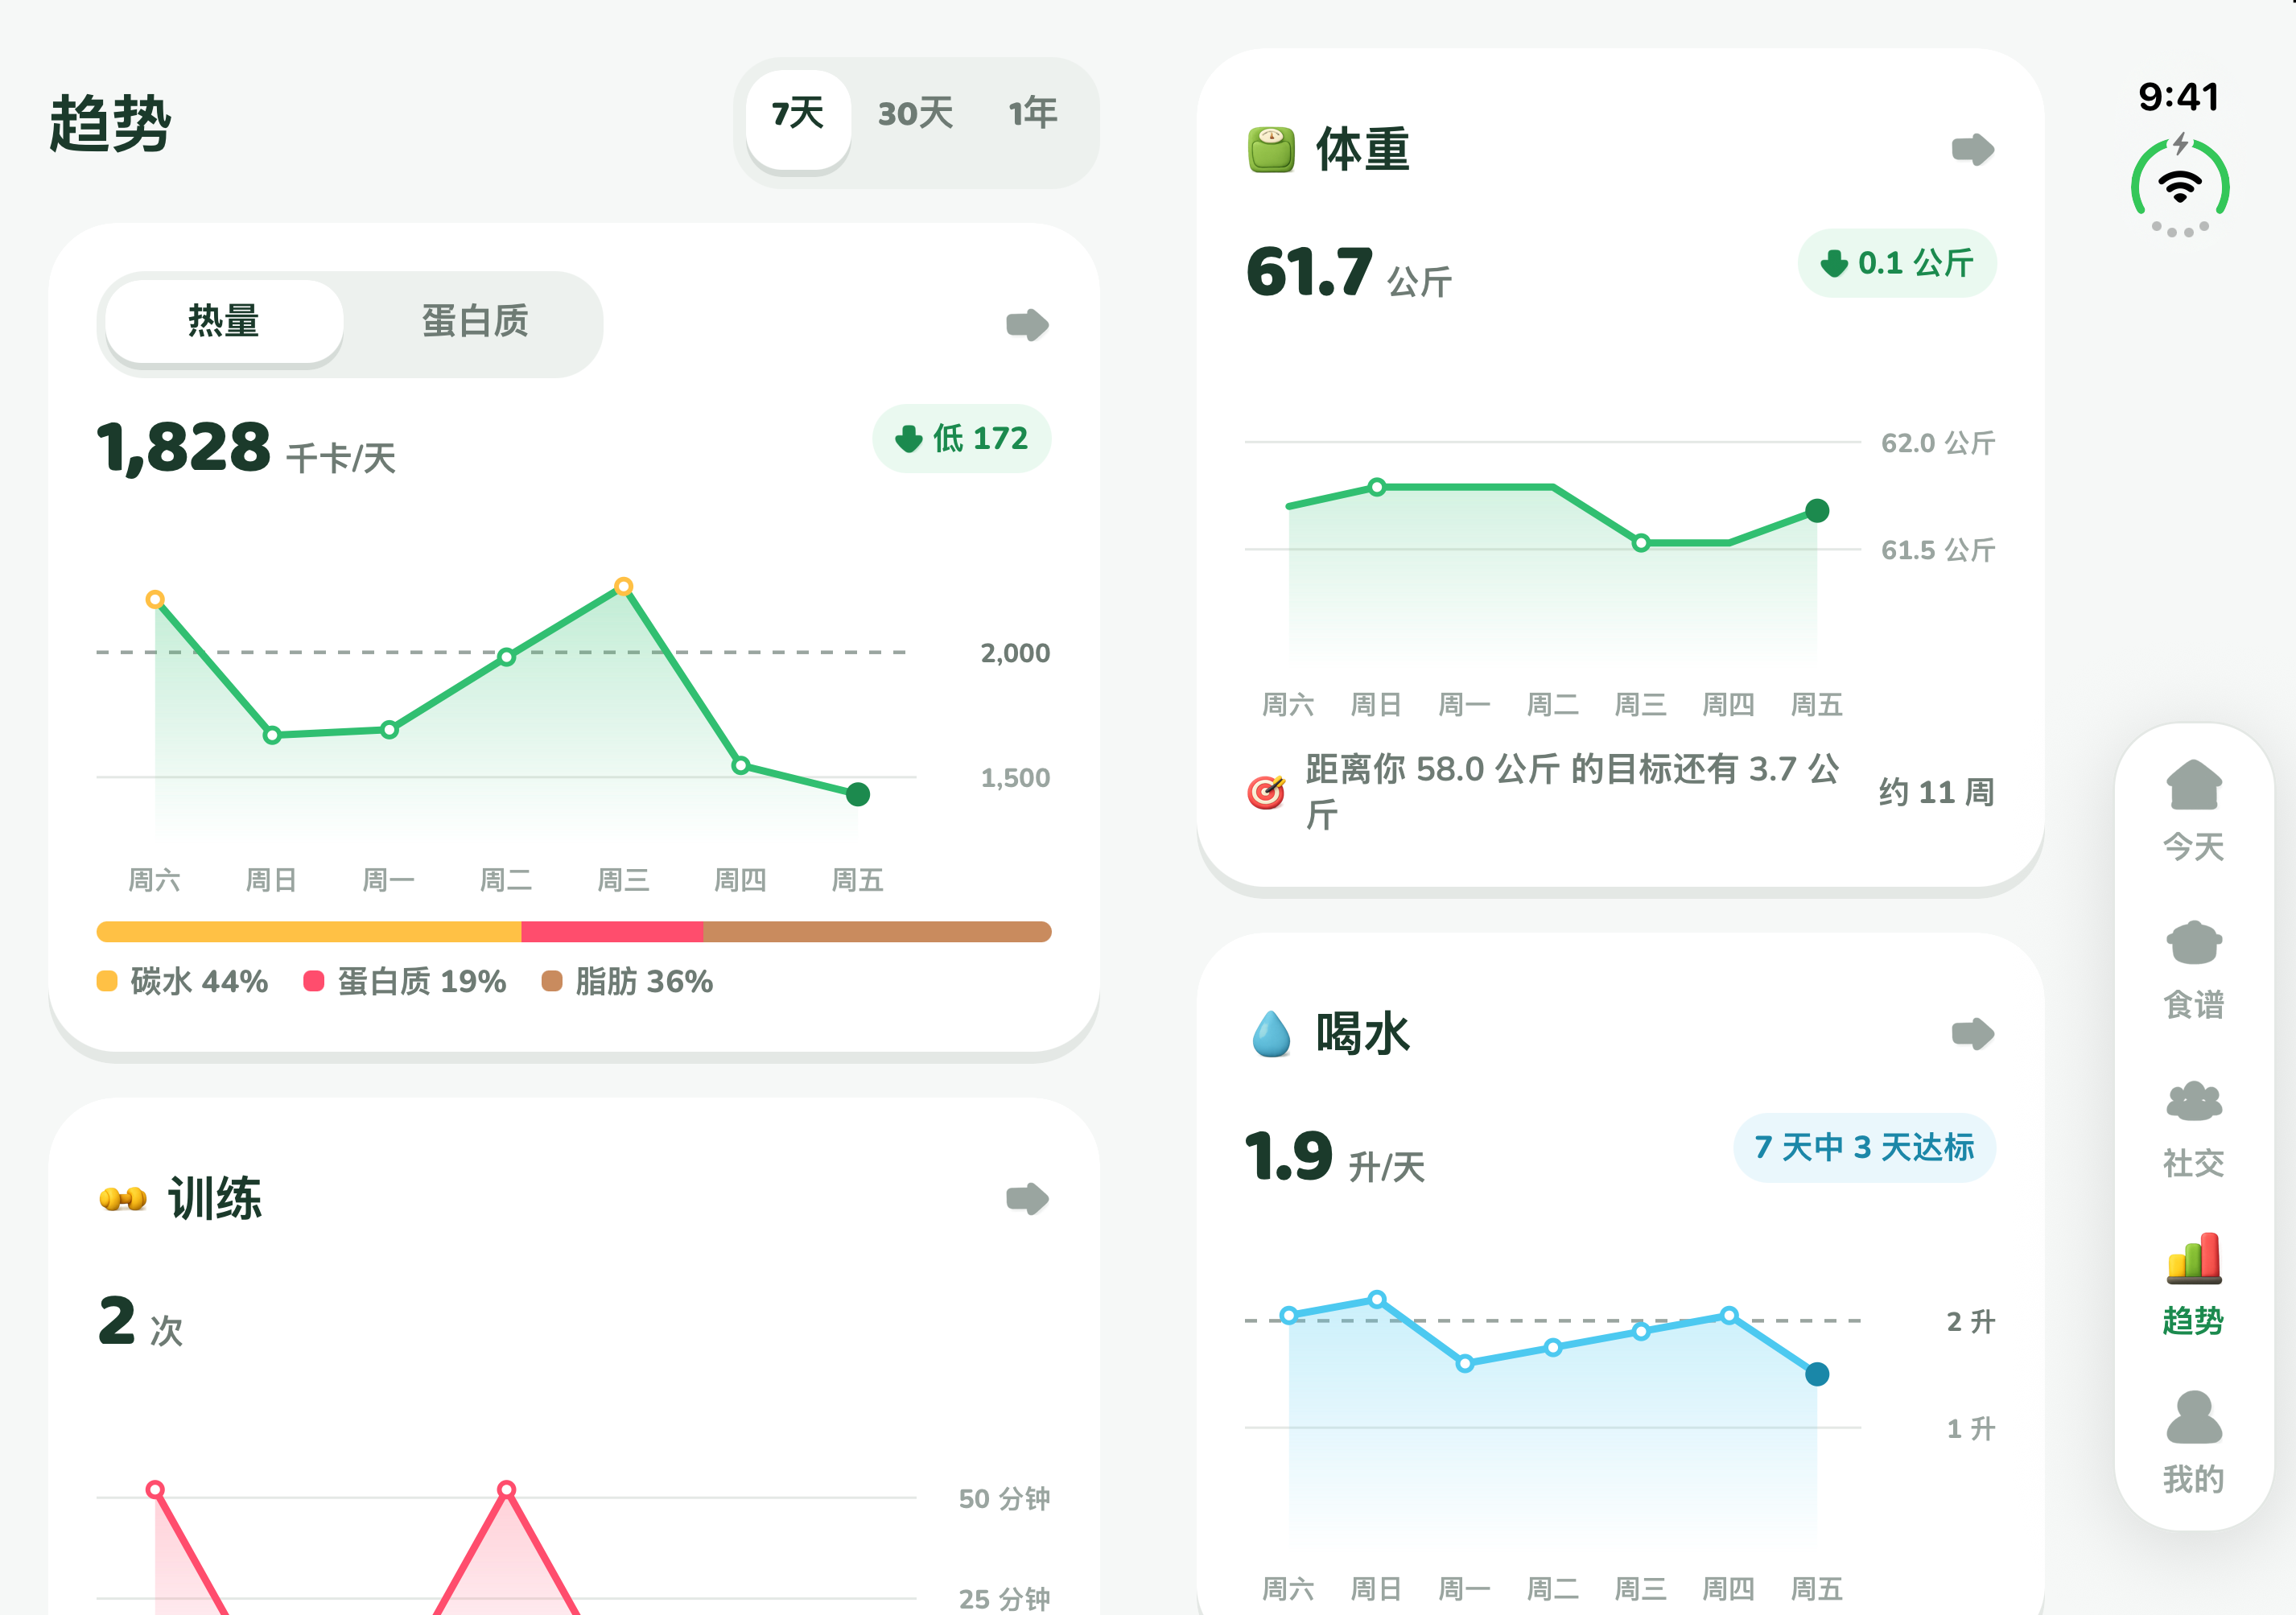 趋势
7天 30天 1年
热量 蛋白质
1,828 千卡/天
低 172
2,000
1,500
周六 周日 周一 周二 周三 周四 周五
碳水 44% 蛋白质 19% 脂肪 36%
训练
2 次
50 分钟
25 分钟
体重
61.7 公斤
0.1 公斤
62.0 公斤
61.5 公斤
周六 周日 周一 周二 周三 周四 周五
距离你 58.0 公斤 的目标还有 3.7 公
斤
约 11 周
喝水
1.9 升/天
7 天中 3 天达标
2 升
1 升
周六 周日 周一 周二 周三 周四 周五
9:41
今天
食谱
社交
趋势
我的